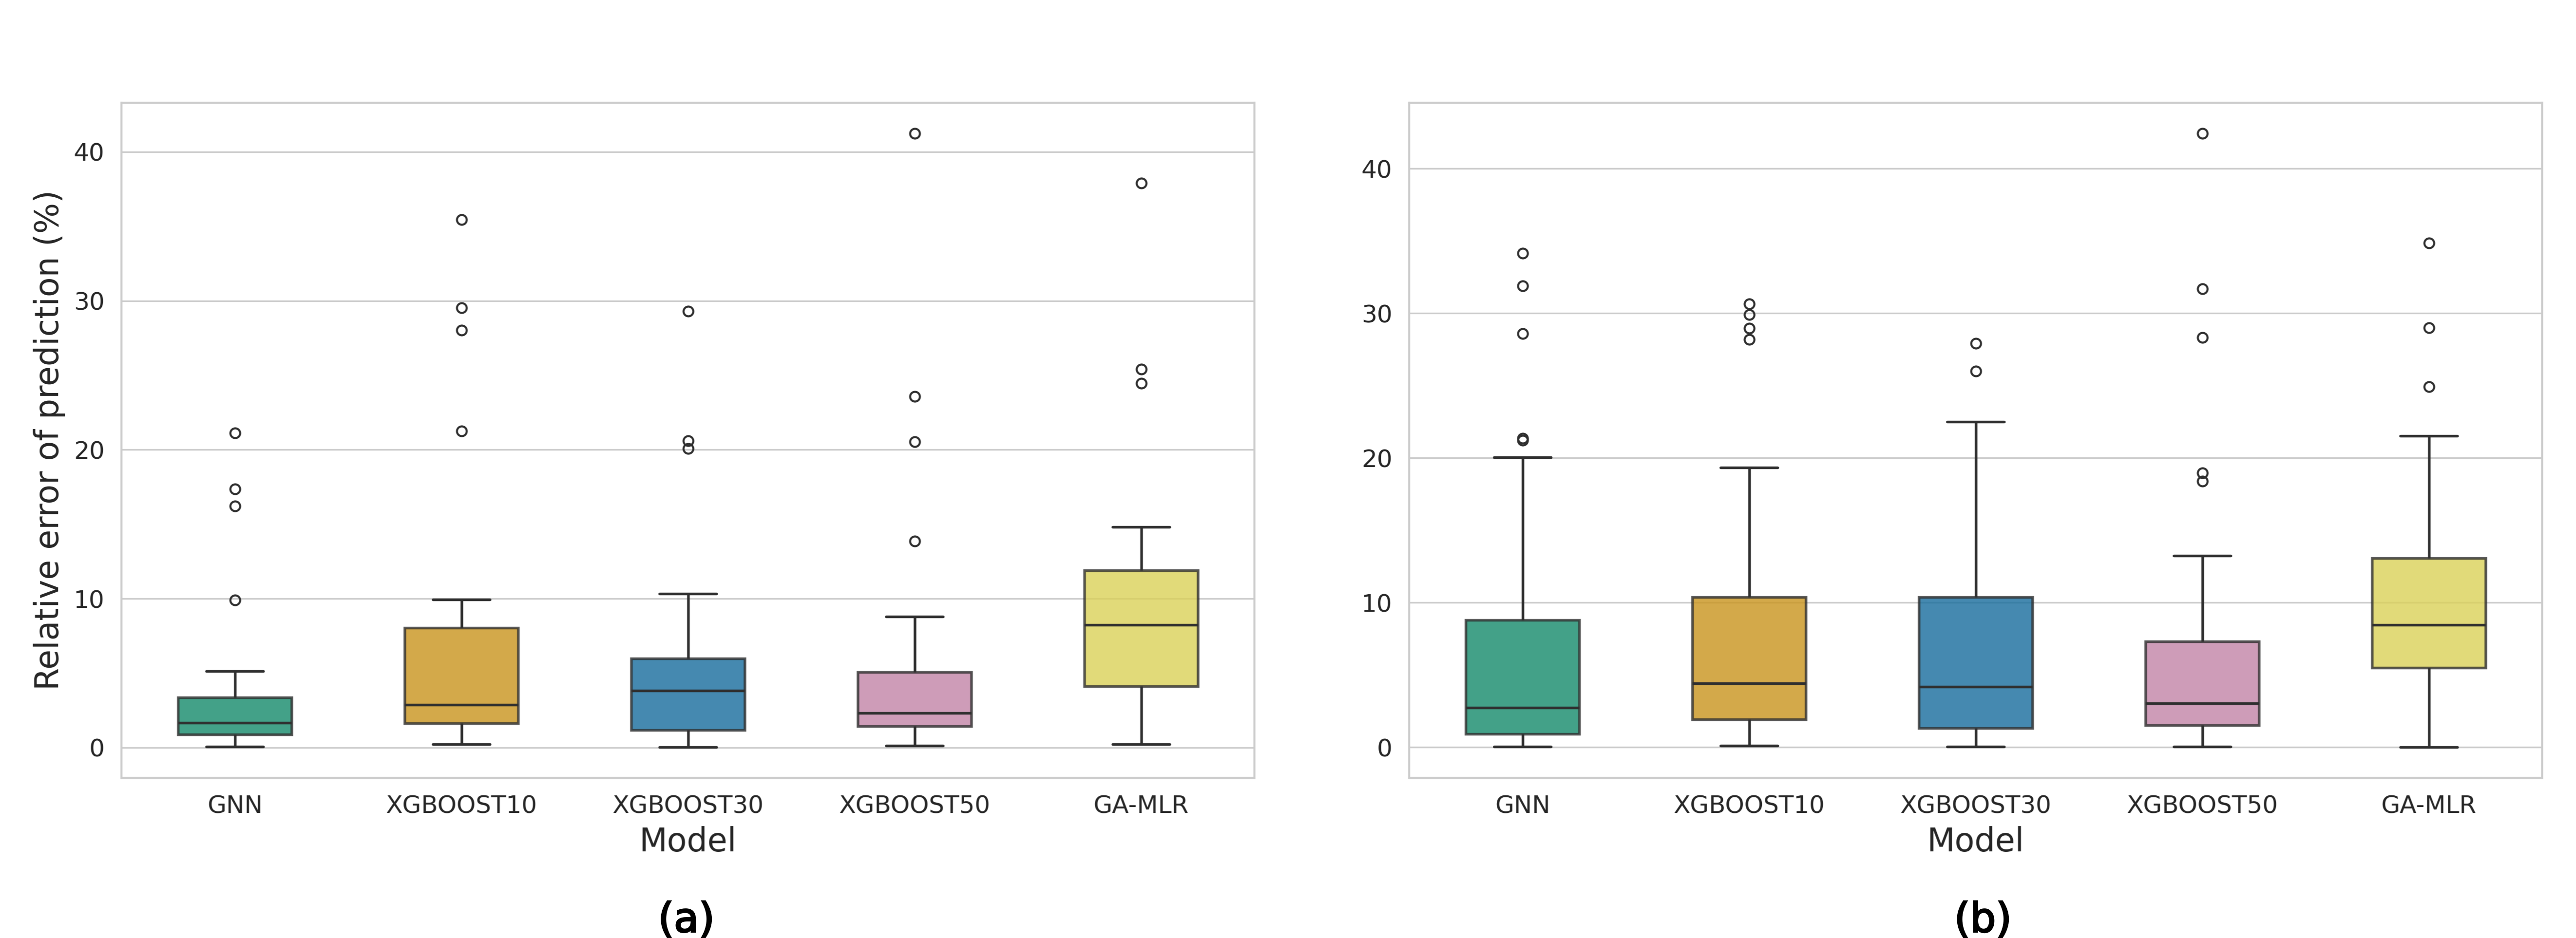 Relative error of prediction (%)
40
30
20
10
0
GNN XGBOOST10 XGBOOST30 XGBOOST50 GA-MLR
Model
(a)
40
30
20
10
0
GNN XGBOOST10 XGBOOST30 XGBOOST50 GA-MLR
Model
(b)